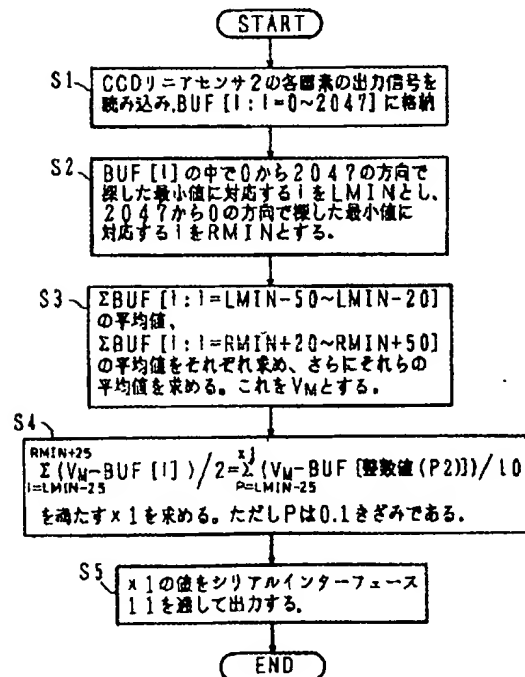 START
S1
CCDリニアセンサ2の各画素の出力信号を
読み込み,BUF[i:i=0~2047]に格納
S2
BUF[i]の中で0から2047の方向で
探した最小値に対応するiをLMINとし、
2047から0の方向で探した最小値に
対応するiをRMINとする。
S3
ΣBUF[i:i=LMIN-50~LMIN-20]
の平均値、
ΣBUF[i:i=RMIN+20~RMIN+50]
の平均値をそれぞれ求め、さらにそれらの
平均値を求める。これをVMとする。
S4
RMIN+25 x1
Σ(VM-BUF[i])/2=Σ(VM-BUF[整数値(P2)])/10
i=LMIN-25 P=LMIN-25
を満たすx1を求める。ただしPは0.1きざみである.
S5
x1の値をシリアルインターフェース
11を通して出力する。
END